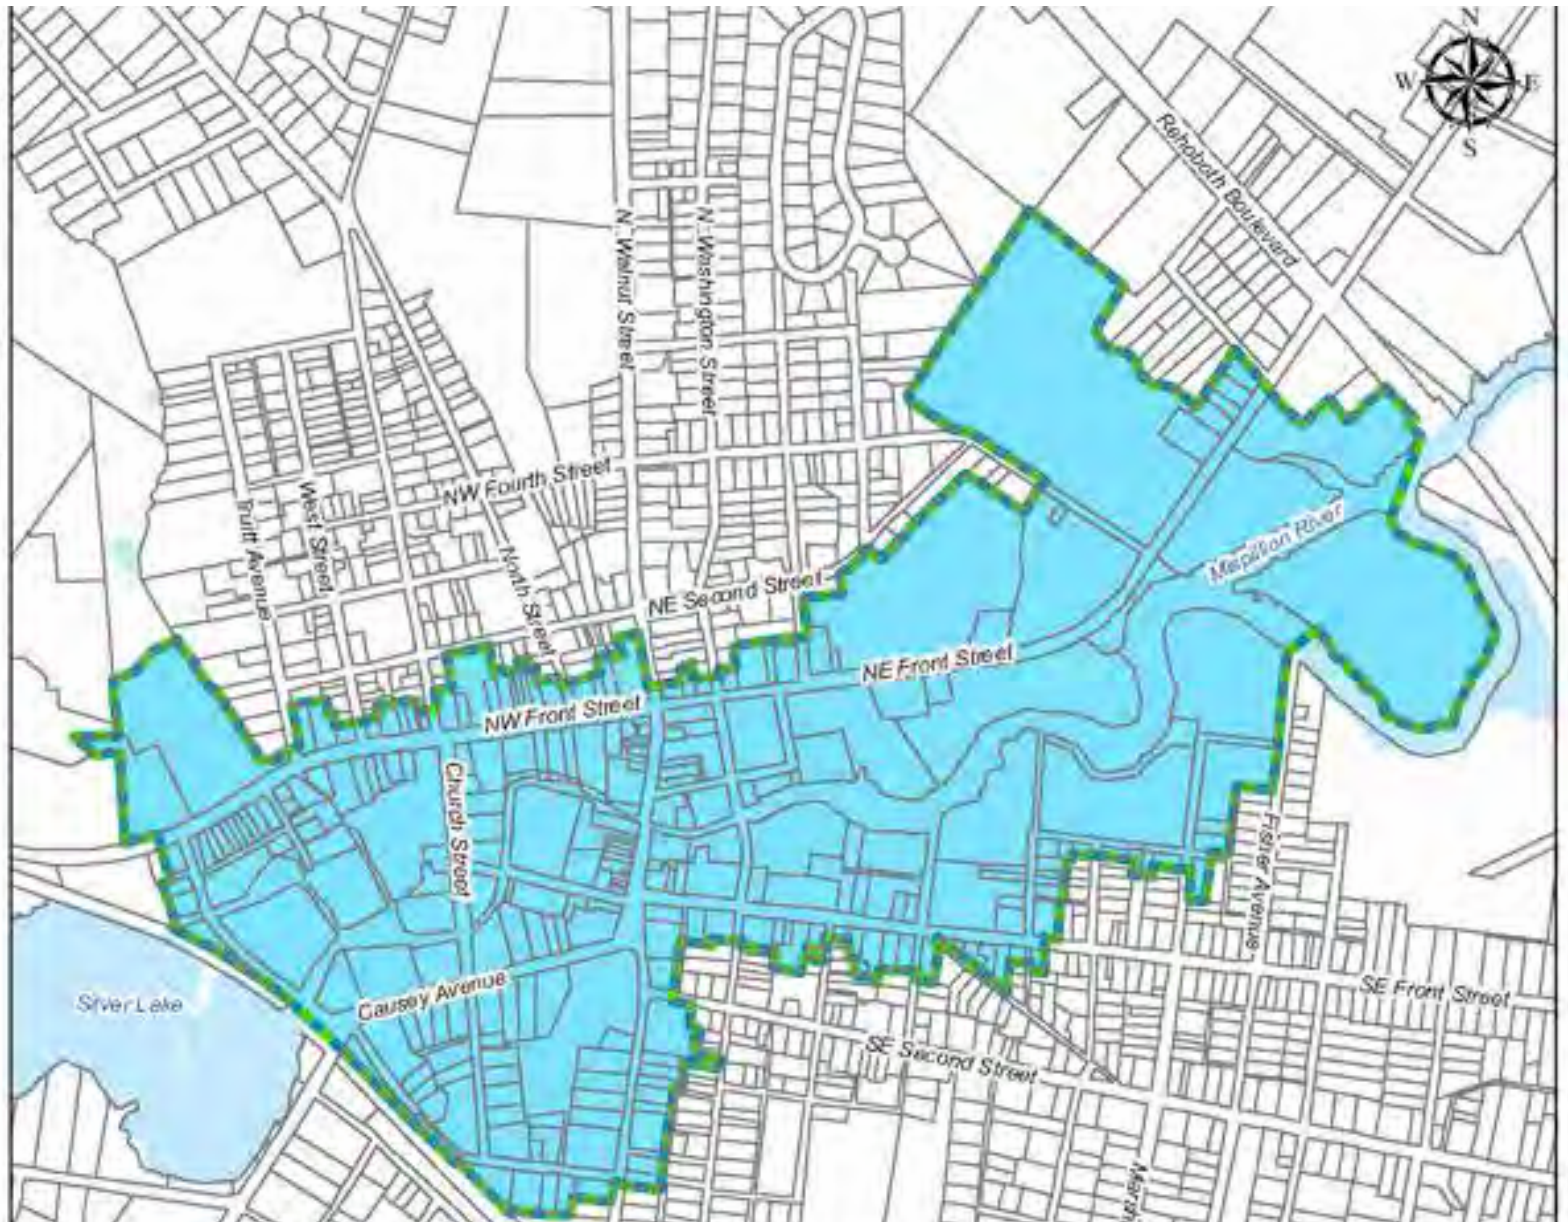 N
W E
S
Rehoboth Boulevard
N. Walnut Street
N. Washington Street
NW Fourth Street
West Street
Truitt Avenue
North Street
NE Second Street
Mispillion River
NE Front Street
NW Front Street
Church Street
Fisher Avenue
Causey Avenue
Silver Lake
SE Front Street
SE Second Street